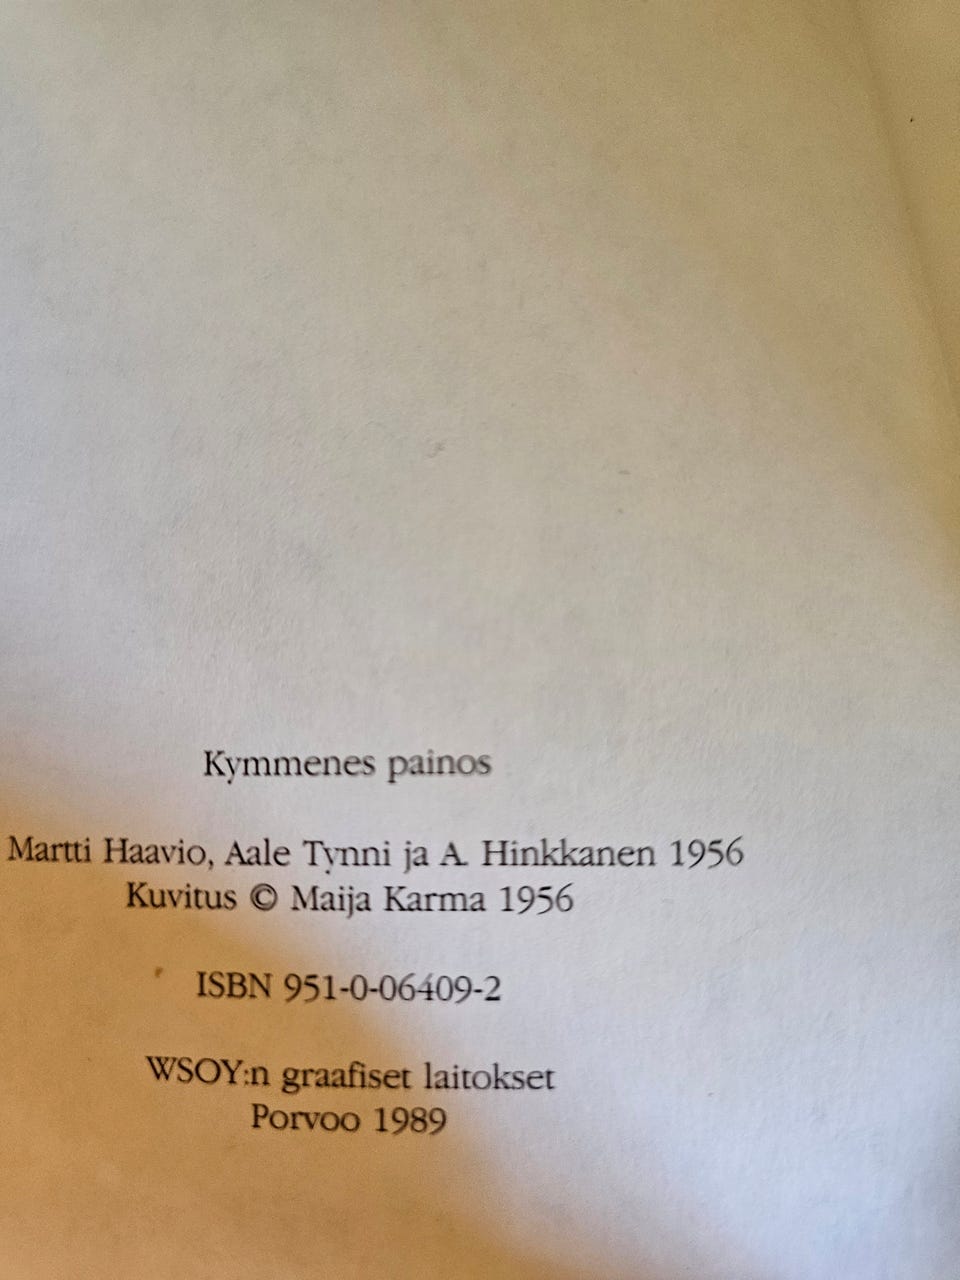 Kymmenes painos
Martti Haavio, Aale Tynni ja A. Hinkkanen 1956
Kuvitus © Maija Karma 1956
ISBN 951-0-06409-2
WSOY:n graafiset laitokset
Porvoo 1989